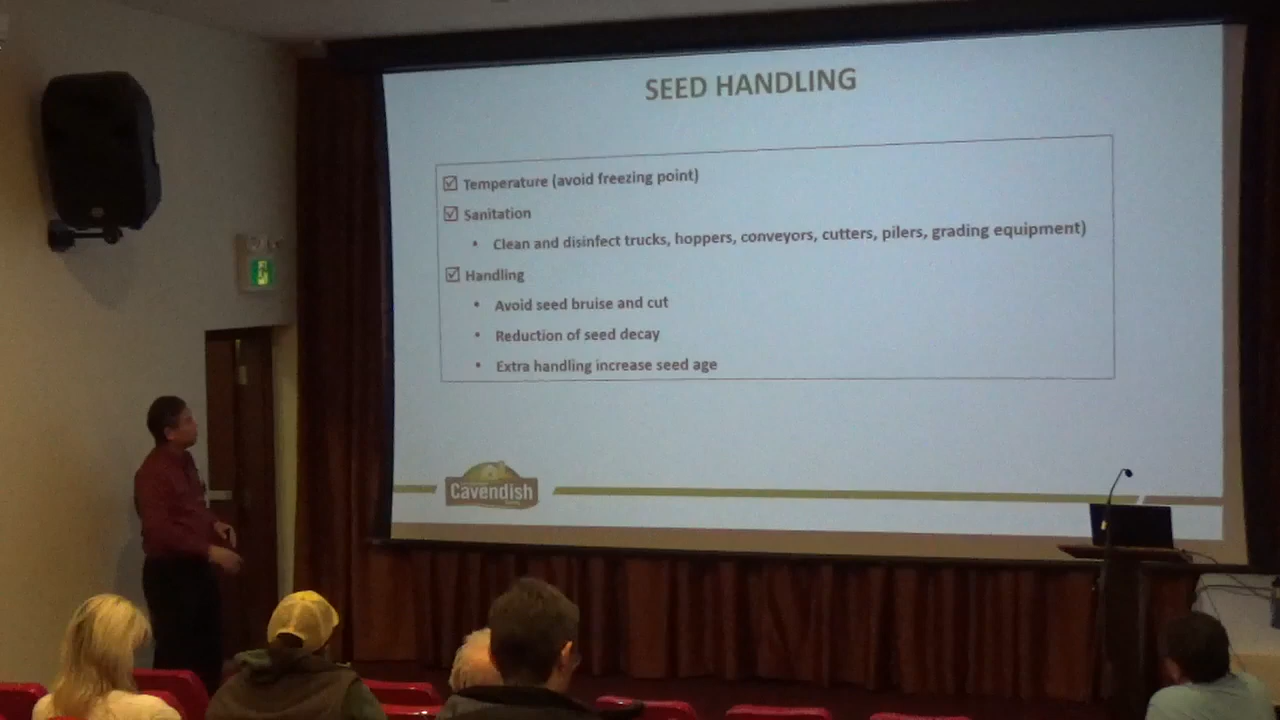 SEED HANDLING
Temperature (avoid freezing point)
Sanitation
• Clean and disinfect trucks, hoppers, conveyors, cutters, pilers, grading equipment)
Handling
• Avoid seed bruise and cut
• Reduction of seed decay
• Extra handling increase seed age
Cavendish